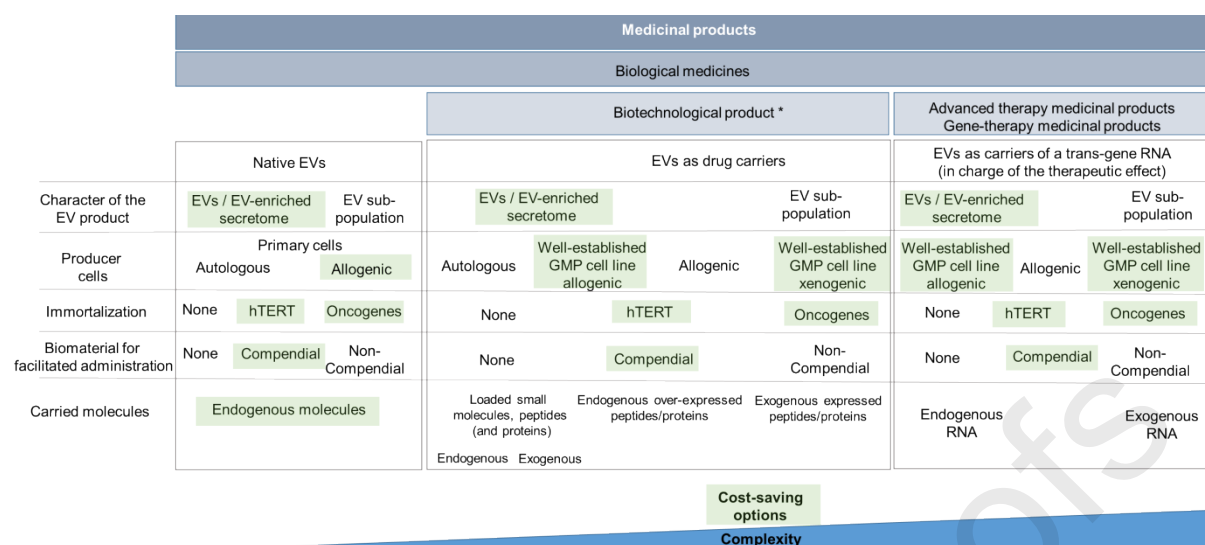 Medicinal products
Biological medicines
Biotechnological product *
Advanced therapy medicinal products
Gene-therapy medicinal products
Native EVs
EVs as drug carriers
EVs as carriers of a trans-gene RNA
(in charge of the therapeutic effect)
Character of the
EV product
EVs / EV-enriched
secretome
EV sub-
population
EVs / EV-enriched
secretome
EV sub-
population
EVs / EV-enriched
secretome
EV sub-
population
Producer
cells
Primary cells
Autologous
Allogenic
Autologous
Well-established
GMP cell line
allogenic
Allogenic
Well-established
GMP cell line
xenogenic
Well-established
GMP cell line
allogenic
Allogenic
Well-established
GMP cell line
xenogenic
Immortalization
None
hTERT
Oncogenes
None
hTERT
Oncogenes
None
hTERT
Oncogenes
Biomaterial for
facilitated administration
None
Compendial
Non-
Compendial
None
Compendial
Non-
Compendial
None
Compendial
Non-
Compendial
Carried molecules
Endogenous molecules
Loaded small
molecules, peptides
(and proteins)
Endogenous Exogenous
Endogenous over-expressed
peptides/proteins
Exogenous expressed
peptides/proteins
Endogenous
RNA
Exogenous
RNA
Cost-saving
options
Complexity